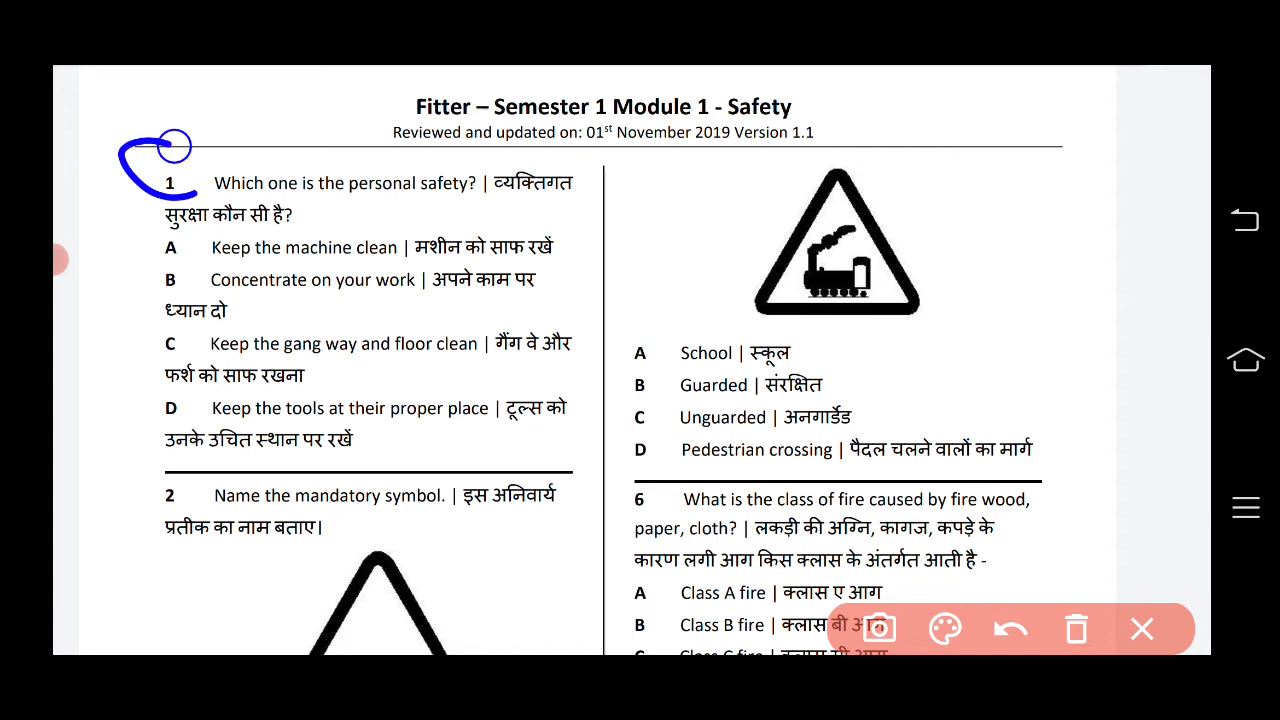 Fitter – Semester 1 Module 1 - Safety
Reviewed and updated on: 01st November 2019 Version 1.1
1 Which one is the personal safety? | व्यक्तिगत
सुरक्षा कौन सी है?
A Keep the machine clean | मशीन को साफ रखें
B Concentrate on your work | अपने काम पर
ध्यान दो
C Keep the gang way and floor clean | गैंग वे और
फर्श को साफ रखना
D Keep the tools at their proper place | टूल्स को
उनके उचित स्थान पर रखें
2 Name the mandatory symbol. | इस अनिवार्य
प्रतीक का नाम बताए।
A School | स्कूल
B Guarded | संरक्षित
C Unguarded | अनगार्डेड
D Pedestrian crossing | पैदल चलने वालों का मार्ग
6 What is the class of fire caused by fire wood,
paper, cloth? | लकड़ी की अग्नि, कागज, कपड़े के
कारण लगी आग किस क्लास के अंतर्गत आती है -
A Class A fire | क्लास ए आग
B Class B fire | क्लास बी आग